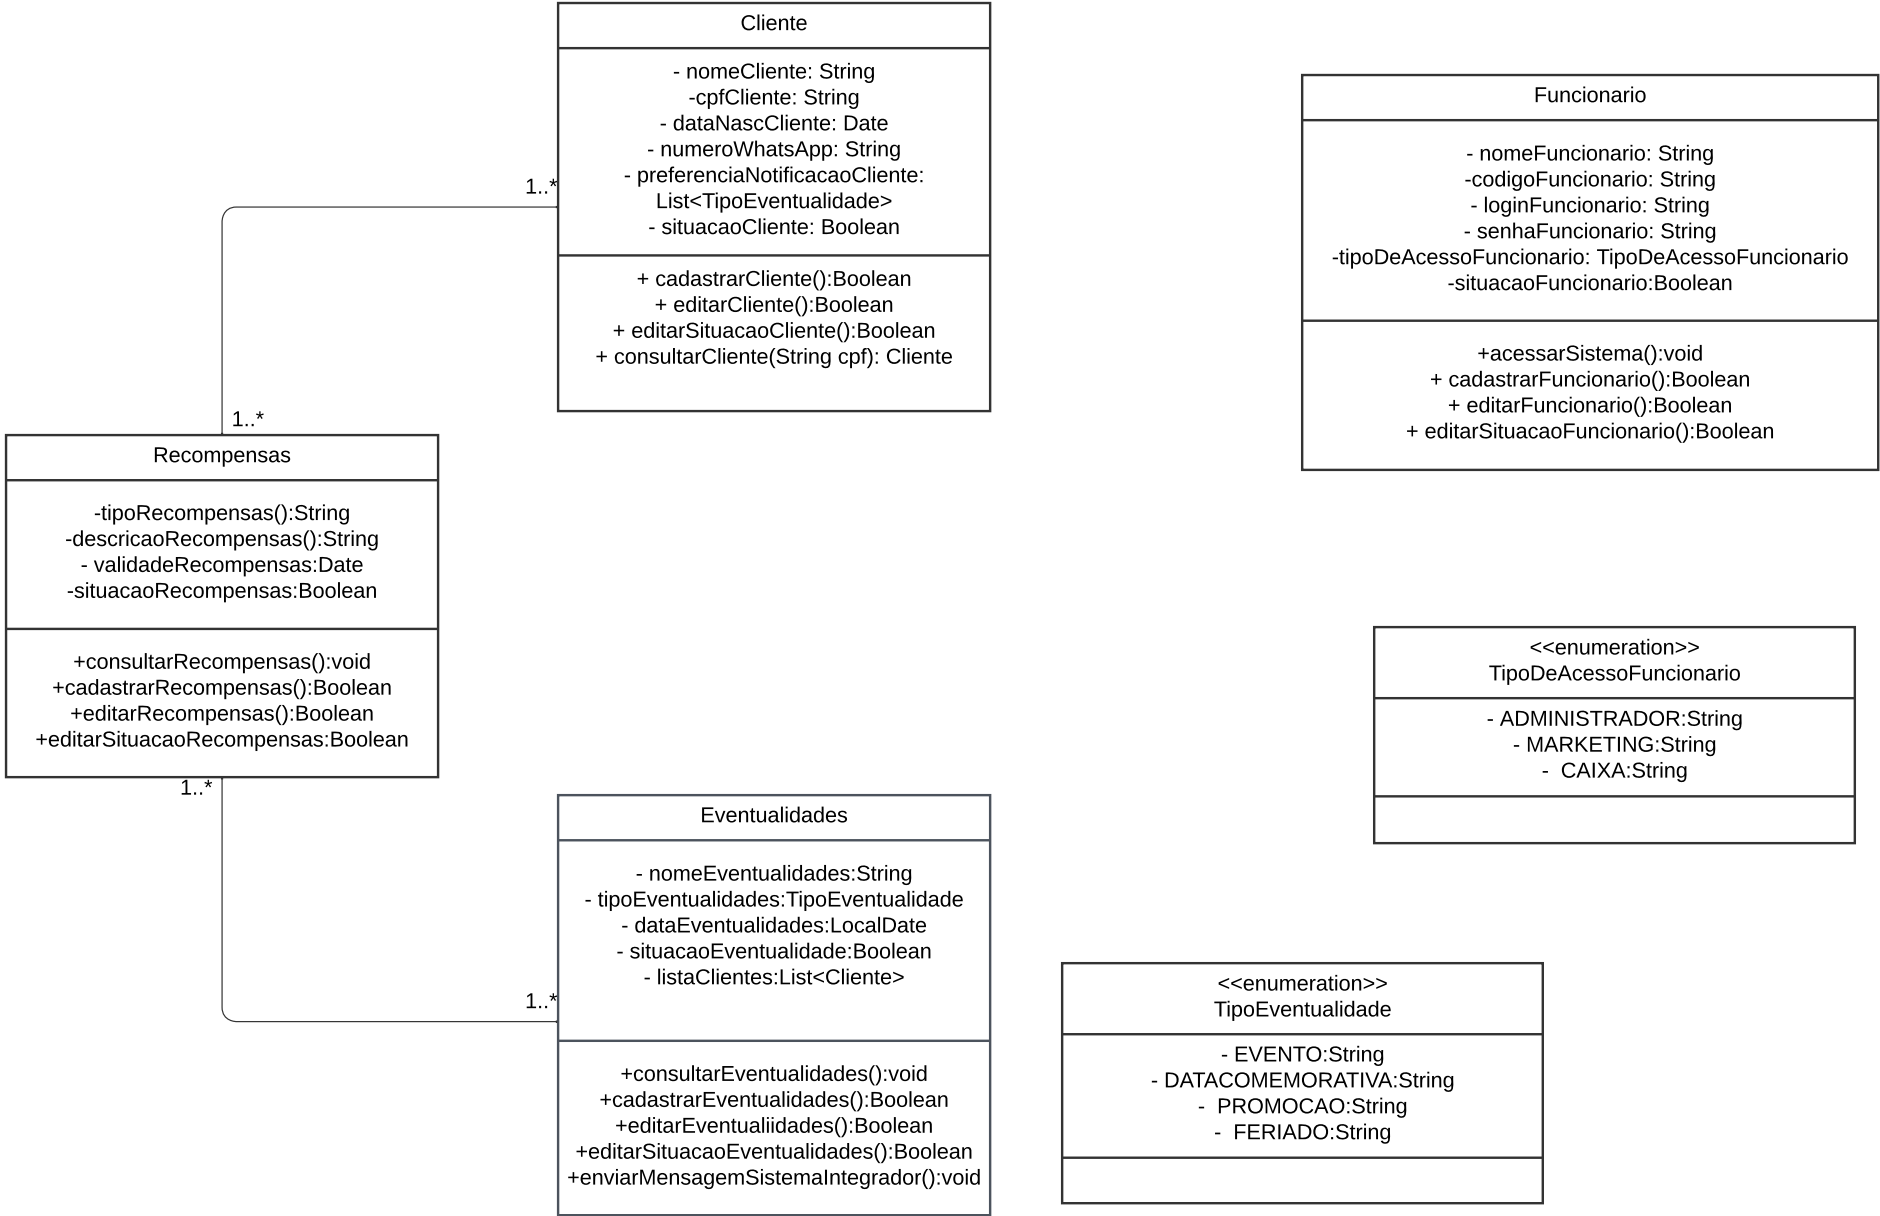 Cliente
- nomeCliente: String
-cpfCliente: String
- dataNascCliente: Date
- numeroWhatsApp: String
- preferenciaNotificacaoCliente:
List<TipoEventualidade>
- situacaoCliente: Boolean
+ cadastrarCliente():Boolean
+ editarCliente():Boolean
+ editarSituacaoCliente():Boolean
+ consultarCliente(String cpf): Cliente
Funcionario
- nomeFuncionario: String
-codigoFuncionario: String
- loginFuncionario: String
- senhaFuncionario: String
-tipoDeAcessoFuncionario: TipoDeAcessoFuncionario
-situacaoFuncionario:Boolean
+acessarSistema():void
+ cadastrarFuncionario():Boolean
+ editarFuncionario():Boolean
+ editarSituacaoFuncionario():Boolean
1..*
1..*
Recompensas
-tipoRecompensas():String
-descricaoRecompensas():String
- validadeRecompensas:Date
-situacaoRecompensas:Boolean
+consultarRecompensas():void
+cadastrarRecompensas():Boolean
+editarRecompensas():Boolean
+editarSituacaoRecompensas:Boolean
1..*
1..*
<<enumeration>>
TipoDeAcessoFuncionario
- ADMINISTRADOR:String
- MARKETING:String
- CAIXA:String
Eventualidades
- nomeEventualidades:String
- tipoEventualidades:TipoEventualidade
- dataEventualidades:LocalDate
- situacaoEventualidade:Boolean
- listaClientes:List<Cliente>
+consultarEventualidades():void
+cadastrarEventualidades():Boolean
+editarEventualiidades():Boolean
+editarSituacaoEventualidades():Boolean
+enviarMensagemSistemaIntegrador():void
<<enumeration>>
TipoEventualidade
- EVENTO:String
- DATACOMEMORATIVA:String
- PROMOCAO:String
- FERIADO:String